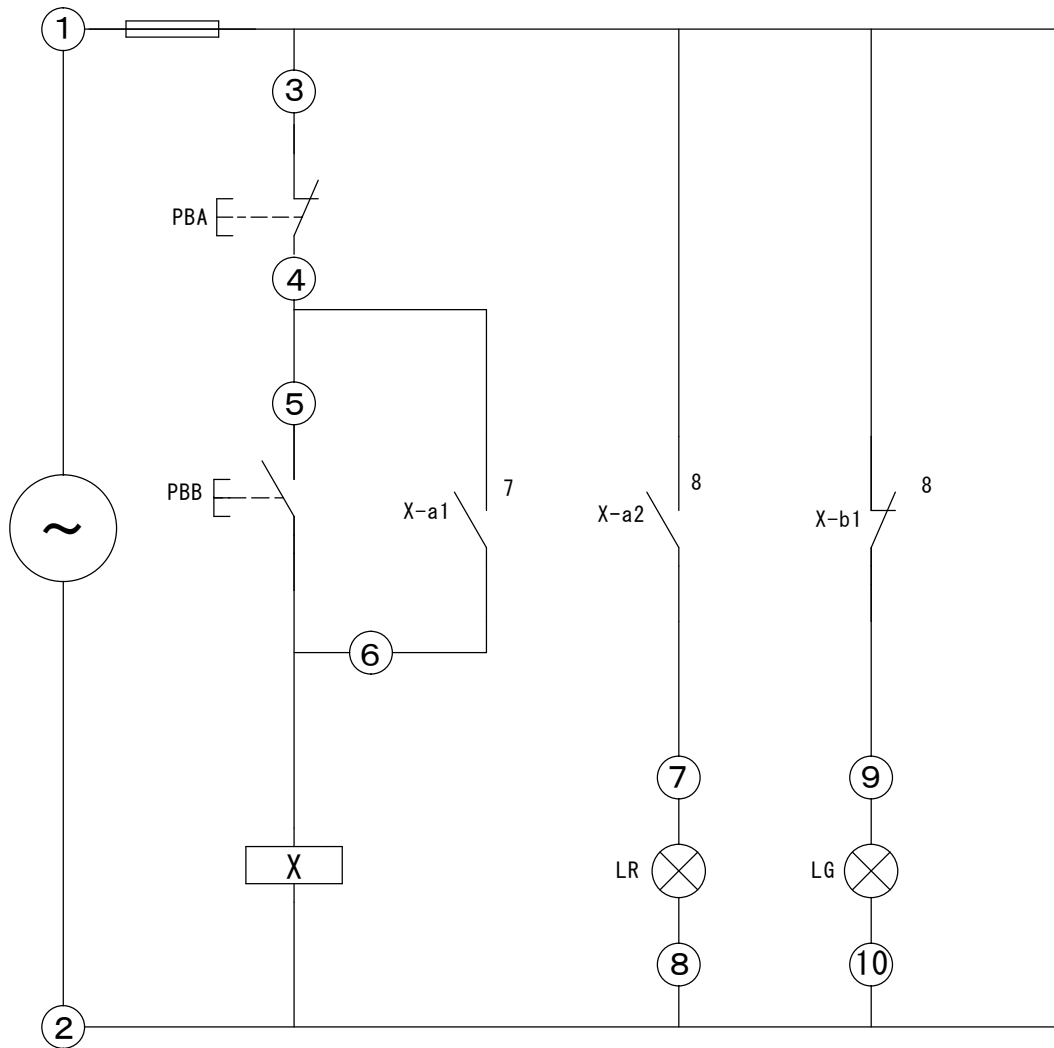 ①
③
PBA
④
⑤
PBB
7
X-a1
8
X-a2
8
X-b1
~
⑥
⑦
⑨
X
LR
LG
⑧
⑩
②